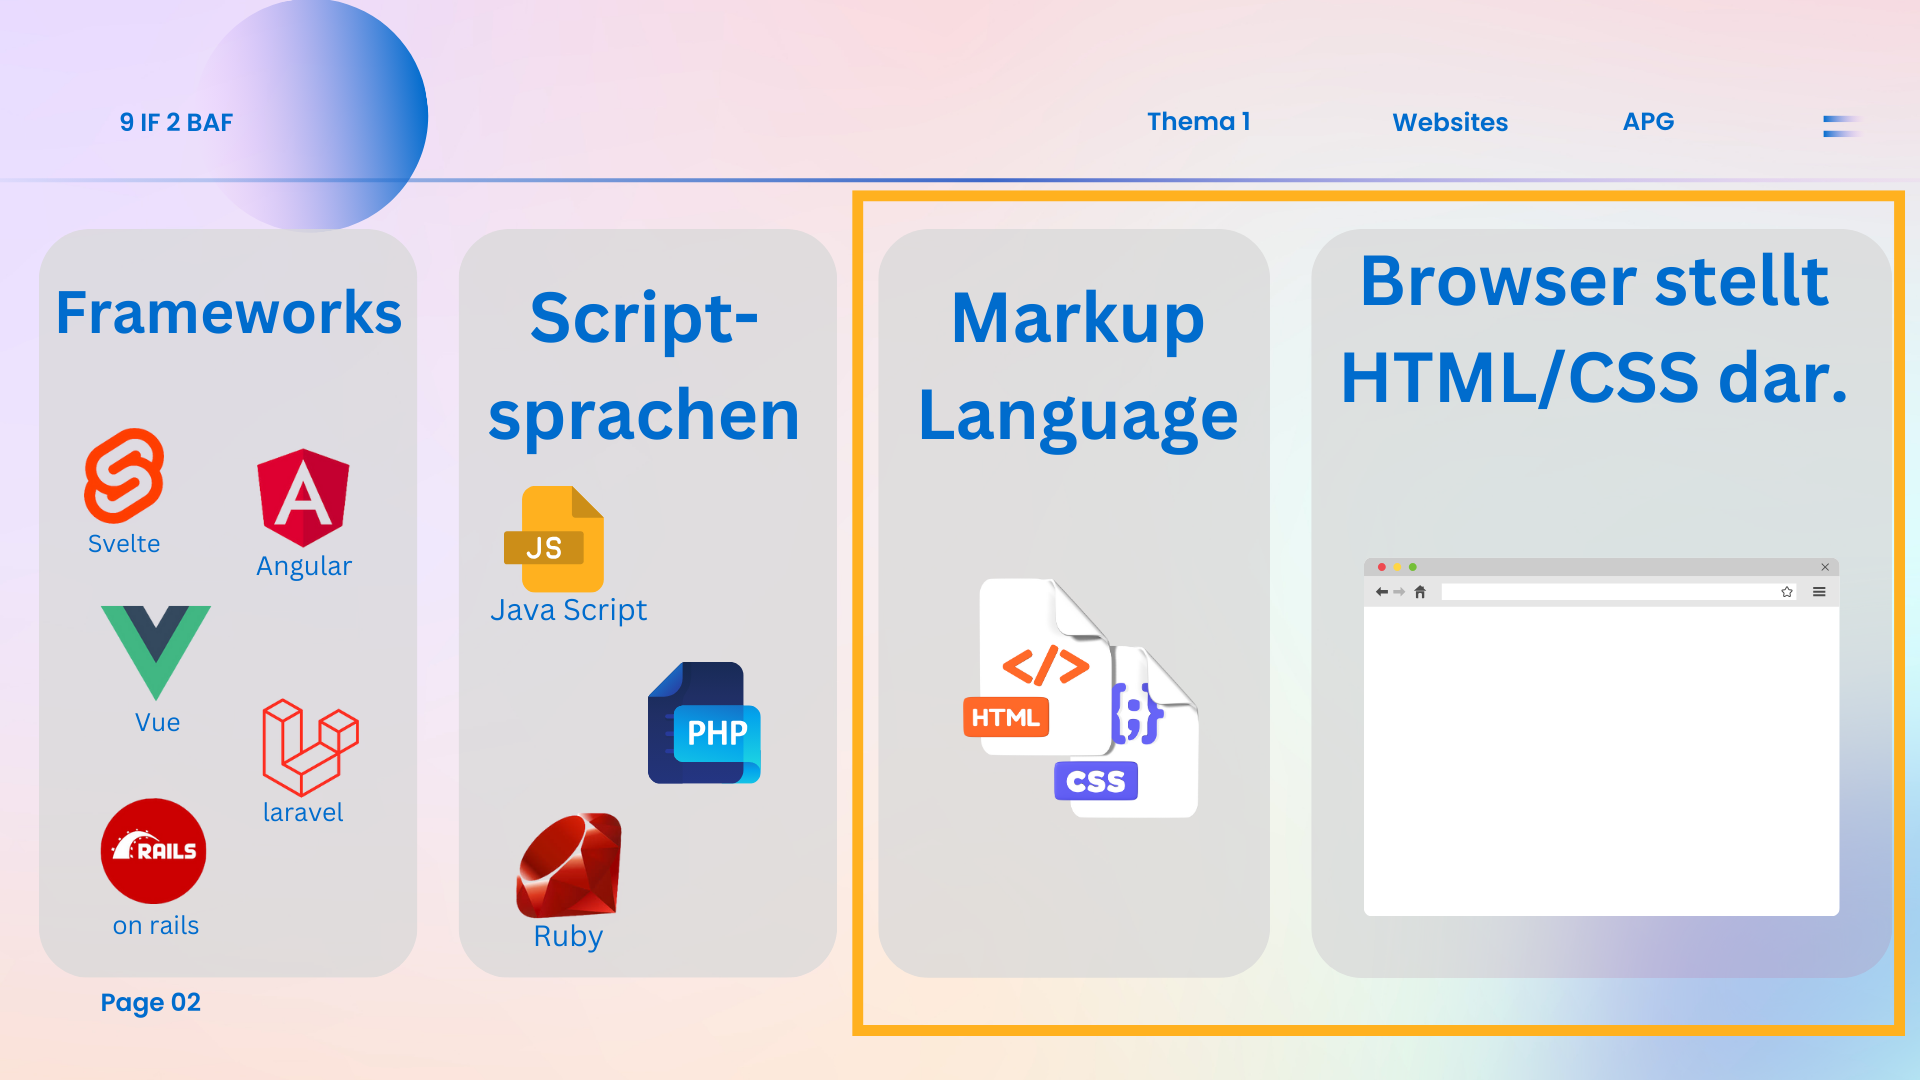 9 IF 2 BAF
Thema 1
Websites
APG
Frameworks
Svelte
Angular
Vue
laravel
RAILS
on rails
Script-
sprachen
JS
Java Script
PHP
Ruby
Markup
Language
</>
HTML
{;}
CSS
Browser stellt
HTML/CSS dar.
Page 02